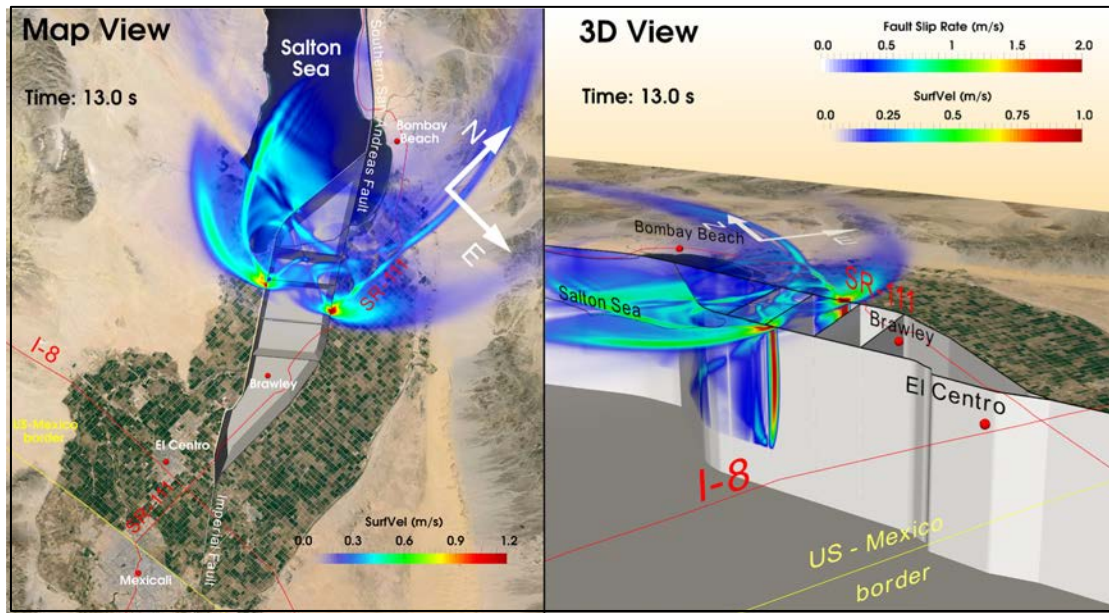 Map View
Salton
Sea
Time: 13.0 s
Southern San Andreas Fault
Bombay
Beach
N
E
SR-111
I-8
Brawley
US-Mexico
border
El Centro
SR-111
Imperial Fault
Mexicali
SurfVel (m/s)
0.0 0.3 0.6 0.9 1.2
3D View
Time: 13.0 s
Fault Slip Rate (m/s)
0.0 0.5 1 1.5 2.0
SurfVel (m/s)
0.0 0.25 0.50 0.75 1.0
Bombay Beach
N
E
Salton Sea
SR-111
Brawley
El Centro
I-8
US - Mexico
border